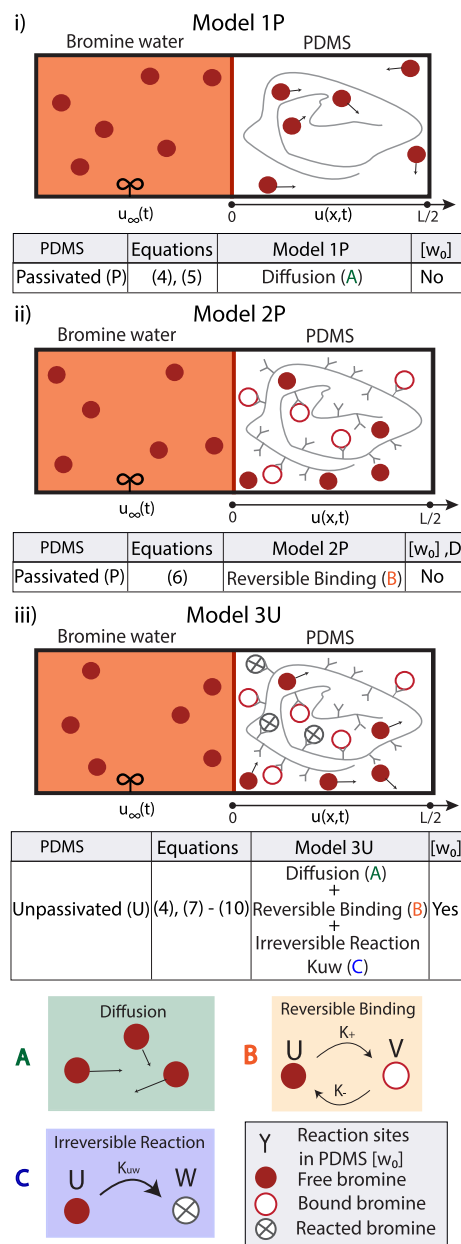 i) Model 1P
Bromine water PDMS
u∞(t) 0 u(x,t) L/2
PDMS Equations Model 1P [w₀]
Passivated (P) (4), (5) Diffusion (A) No
ii) Model 2P
Bromine water PDMS
u∞(t) 0 u(x,t) L/2
PDMS Equations Model 2P [w₀] ,D
Passivated (P) (6) Reversible Binding (B) No
iii) Model 3U
Bromine water PDMS
u∞(t) 0 u(x,t) L/2
PDMS Equations Model 3U [w₀]
Unpassivated (U) (4), (7) - (10) Diffusion (A) Yes
+
Reversible Binding (B)
+
Irreversible Reaction
Kuw (C)
A Diffusion
B Reversible Binding
U K₊ V
K₋
C Irreversible Reaction
U Kuw W
Y Reaction sites
in PDMS [w₀]
Free bromine
Bound bromine
Reacted bromine